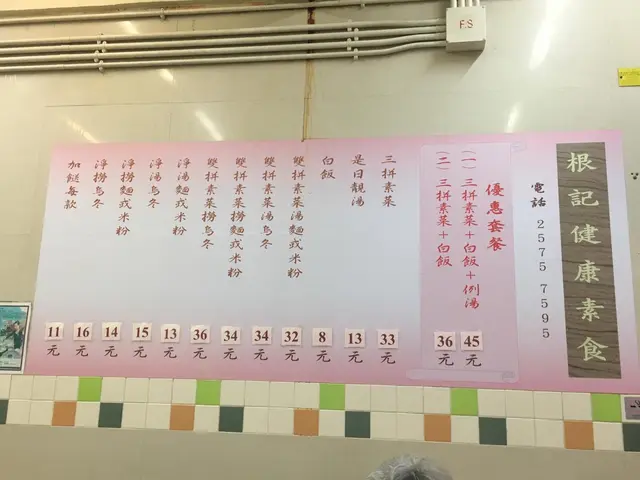 F.S
根記健康素食
電話 2575 7595
優惠套餐
(一) 三拼素菜+白飯+例湯 45元
(二) 三拼素菜+白飯 36元
三拼素菜 33元
是日靚湯 13元
白飯 8元
雙拼素菜湯麵或米粉 32元
雙拼素菜湯烏冬 34元
雙拼素菜撈麵或米粉 34元
雙拼素菜撈烏冬 36元
淨湯麵或米粉 13元
淨湯烏冬 15元
淨撈麵或米粉 14元
淨撈烏冬 16元
加餸每款 11元